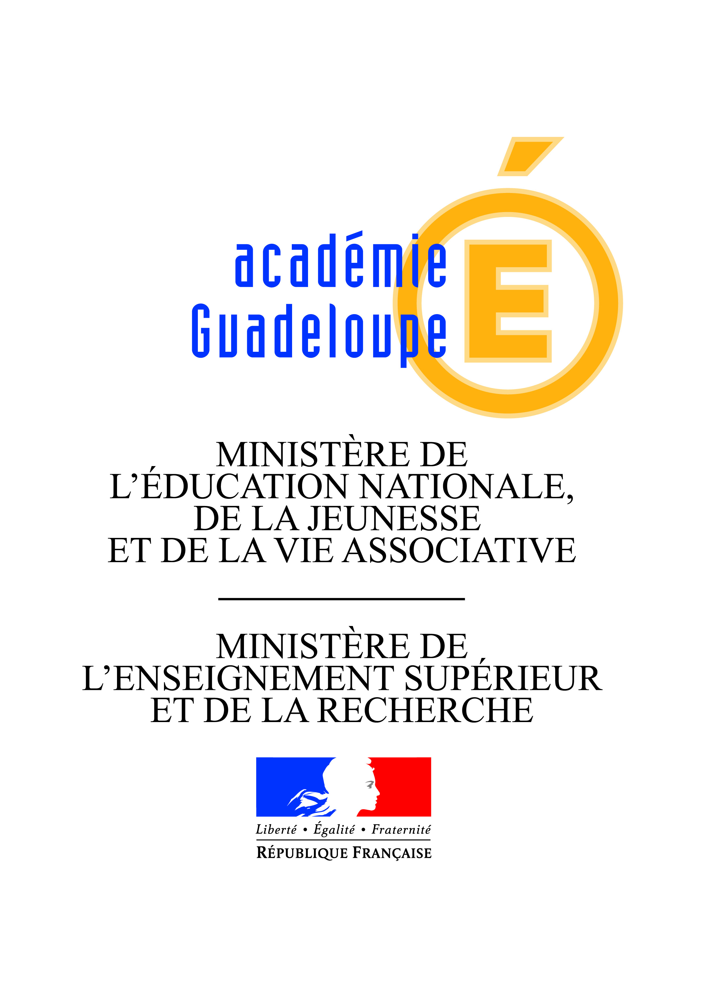 académie
Guadeloupe
É
MINISTÈRE DE
L’ÉDUCATION NATIONALE,
DE LA JEUNESSE
ET DE LA VIE ASSOCIATIVE
MINISTÈRE DE
L’ENSEIGNEMENT SUPÉRIEUR
ET DE LA RECHERCHE
Liberté • Égalité • Fraternité
RÉPUBLIQUE FRANÇAISE